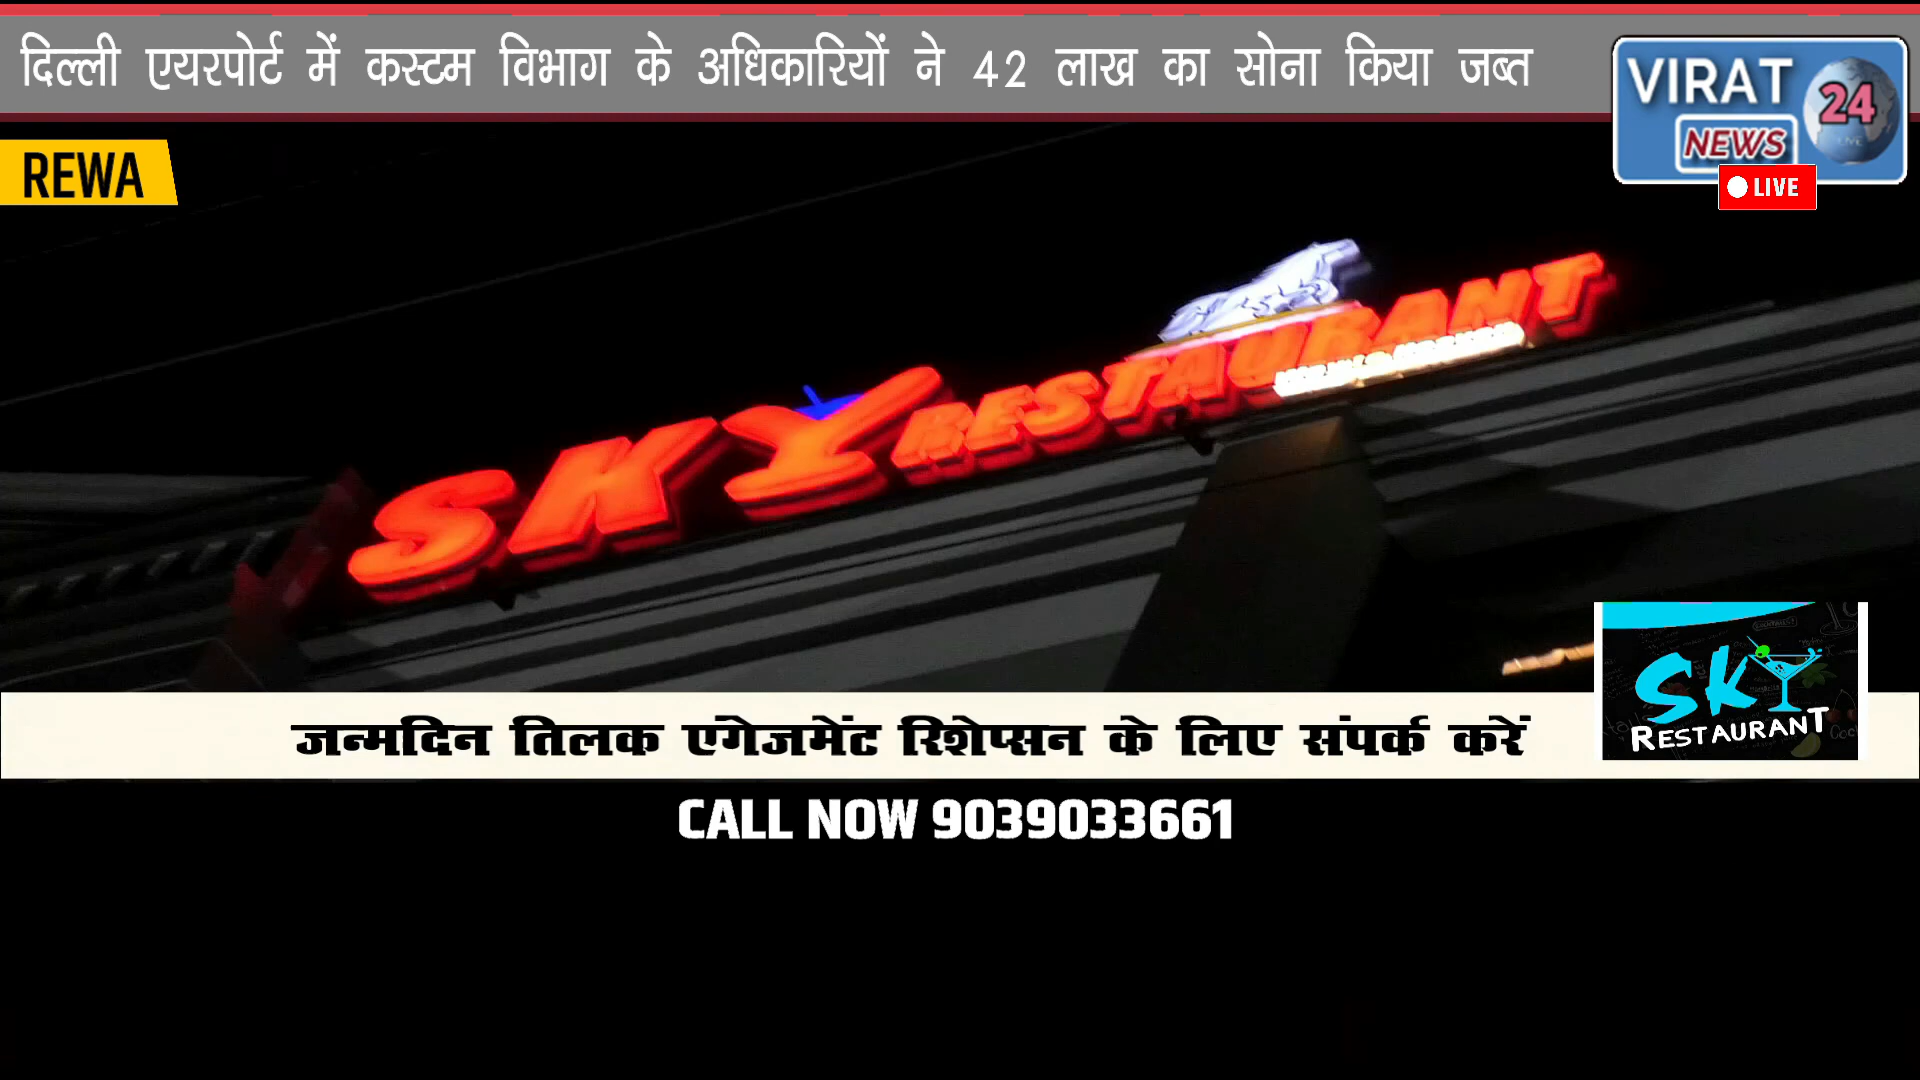 दिल्ली एयरपोर्ट में कस्टम विभाग के अधिकारियों ने 42 लाख का सोना किया जब्त
VIRAT
24
NEWS
LIVE
LIVE
REWA
SKY RESTAURANT
SKY
RESTAURANT
जन्मदिन तिलक एंगेजमेंट रिशेप्सन के लिए संपर्क करें
CALL NOW 9039033661